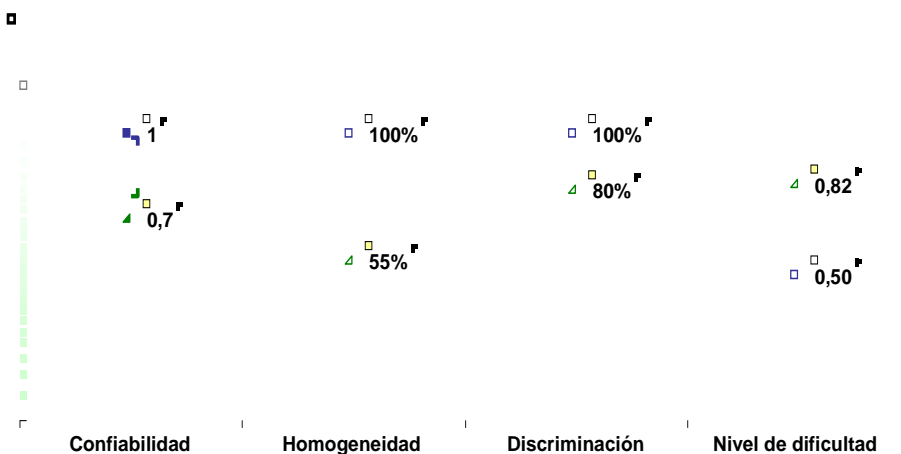 1
100%
100%
80%
0,82
0,7
55%
0,50
Confiabilidad
Homogeneidad
Discriminación
Nivel de dificultad